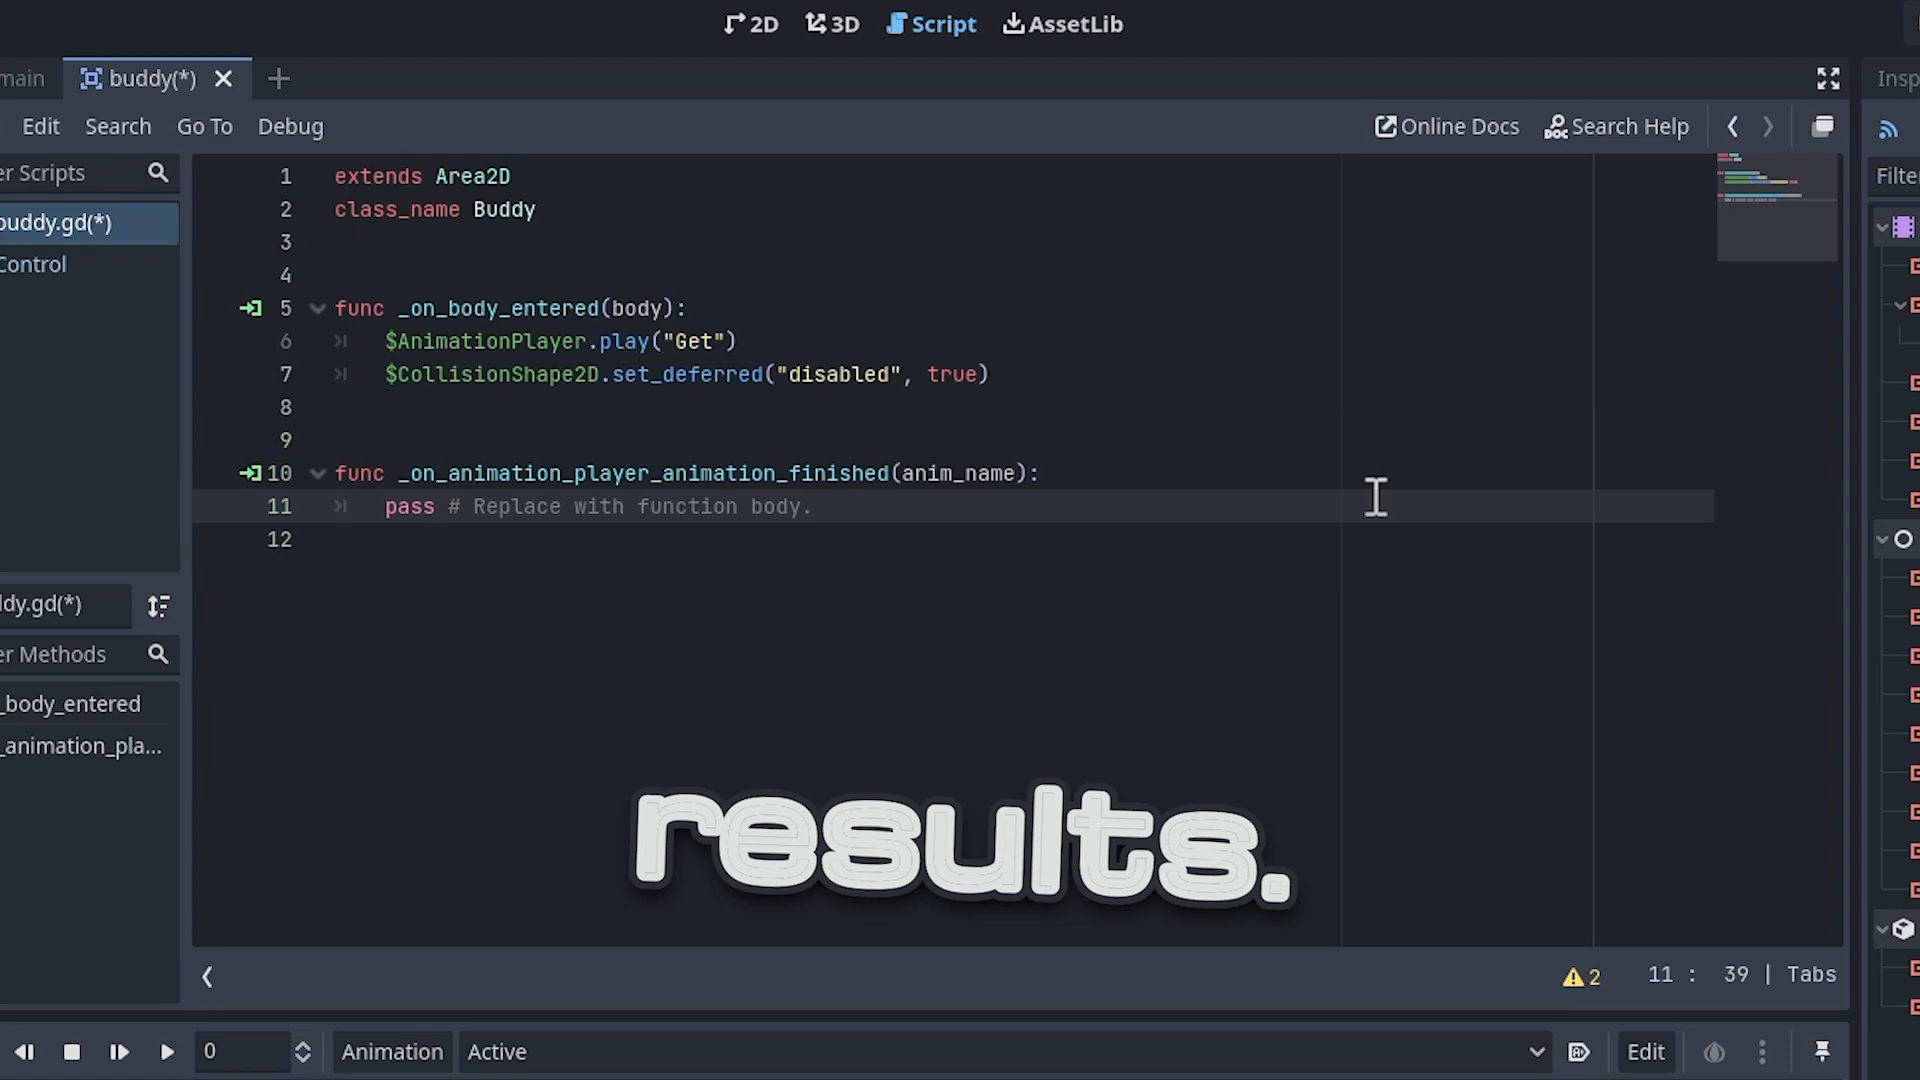 2D 3D Script AssetLib
main buddy(*)
Insp
Edit Search Go To Debug
Online Docs Search Help
er Scripts
Filte
buddy.gd(*)
Control
1 extends Area2D
2 class_name Buddy
3
4
5 func _on_body_entered(body):
6 $AnimationPlayer.play("Get")
7 $CollisionShape2D.set_deferred("disabled", true)
8
9
10 func _on_animation_player_animation_finished(anim_name):
11 pass # Replace with function body.
12
ddy.gd(*)
er Methods
_body_entered
_animation_pla...
results.
2 11 : 39 | Tabs
0 Animation Active Edit